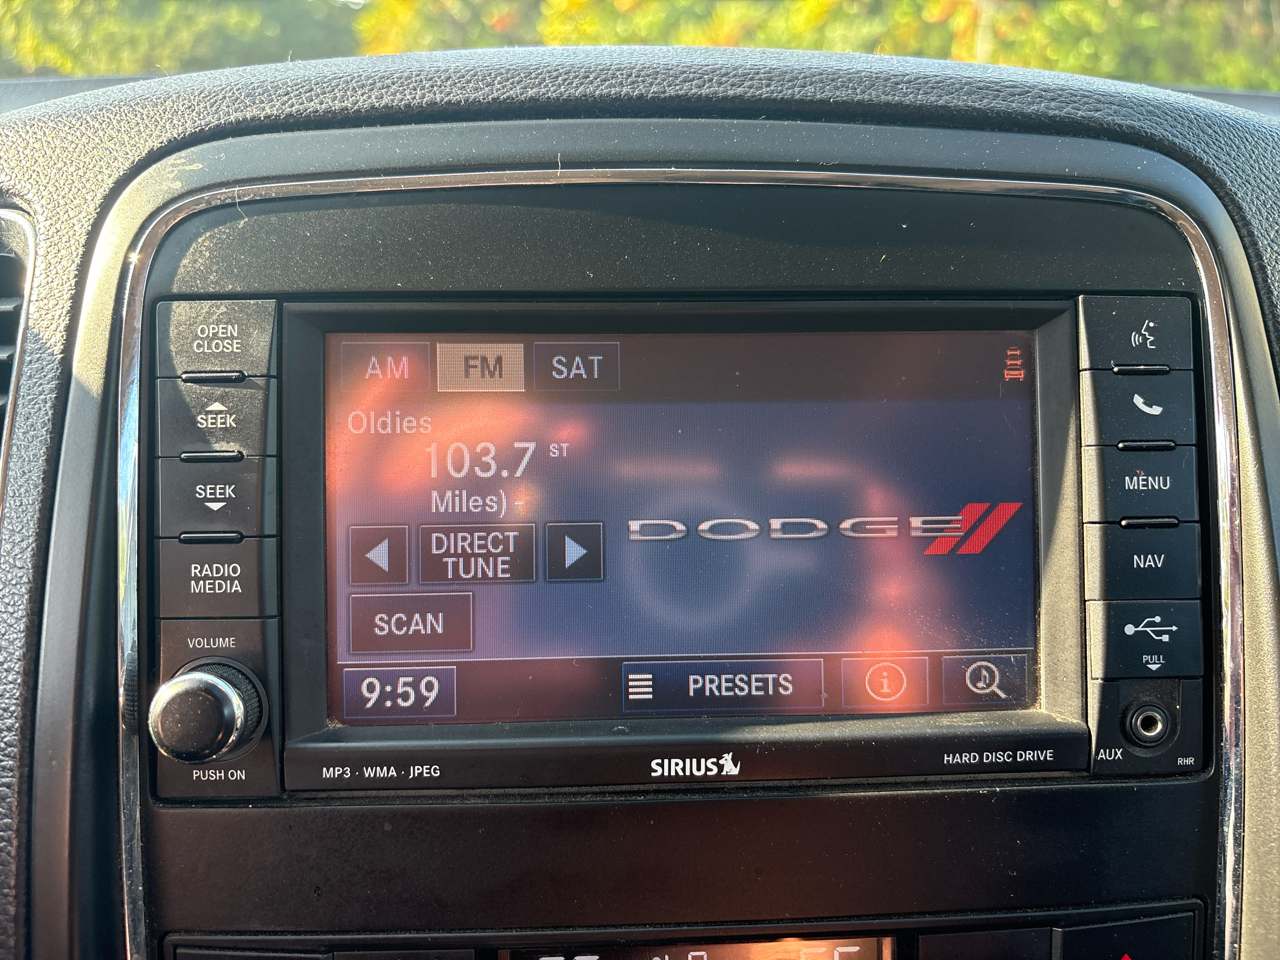 OPEN
CLOSE
SEEK
SEEK
RADIO
MEDIA
VOLUME
PUSH ON
AM FM SAT
Oldies
103.7 ST
Miles) -
DIRECT
TUNE
SCAN
DODGE
9:59 PRESETS i
MP3 · WMA · JPEG
SIRIUS
HARD DISC DRIVE
MENU
NAV
PULL
AUX
RHR